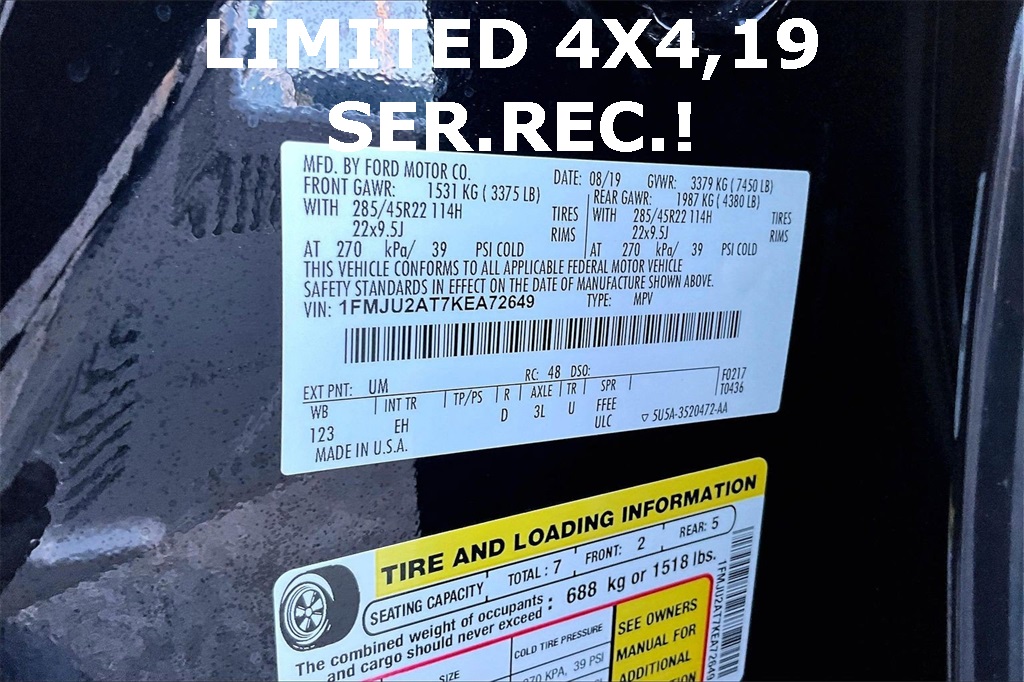 LIMITED 4X4,19
SER.REC.!
MFD. BY FORD MOTOR CO.
DATE: 08/19 GVWR: 3379 KG ( 7450 LB)
FRONT GAWR: 1531 KG ( 3375 LB) REAR GAWR: 1987 KG ( 4380 LB)
WITH 285/45R22 114H TIRES WITH 285/45R22 114H TIRES
22x9.5J RIMS 22x9.5J RIMS
AT 270 kPa/ 39 PSI COLD AT 270 kPa/ 39 PSI COLD
THIS VEHICLE CONFORMS TO ALL APPLICABLE FEDERAL MOTOR VEHICLE
SAFETY STANDARDS IN EFFECT ON THE DATE OF MANUFACTURE SHOWN ABOVE.
VIN: 1FMJU2AT7KEA72649 TYPE: MPV
EXT PNT: UM RC: 48 DSO: F0217
WB INT TR TP/PS R AXLE TR SPR T0436
123 EH D 3L U FFEE
ULC ▽ 5U5A-3520472-AA
MADE IN U.S.A.
TIRE AND LOADING INFORMATION
SEATING CAPACITY TOTAL: 7 FRONT: 2 REAR: 5
The combined weight of occupants
and cargo should never exceed : 688 kg or 1518 lbs.
SIZE COLD TIRE PRESSURE SEE OWNERS
MANUAL FOR
270 KPA, 39 PSI ADDITIONAL
1FMJU2AT7KEA72649